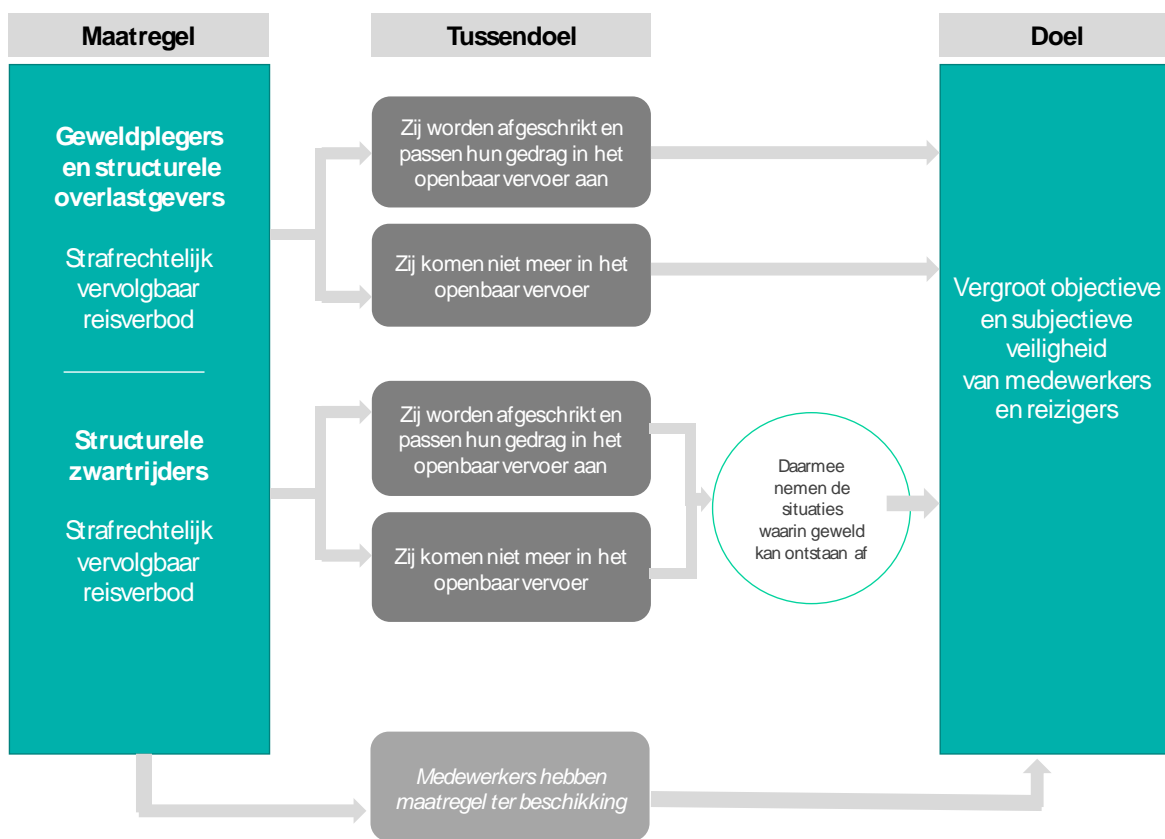 Maatregel
Tussendoel
Doel
Geweldplegers
en structurele
overlastgevers
Strafrechtelijk
vervolgbaar
reisverbod
Structurele
zwartrijders
Strafrechtelijk
vervolgbaar
reisverbod
Zij worden afgeschrikt en
passen hun gedrag in het
openbaar vervoer aan
Zij komen niet meer in het
openbaar vervoer
Zij worden afgeschrikt en
passen hun gedrag in het
openbaar vervoer aan
Zij komen niet meer in het
openbaar vervoer
Daarmee
nemen de
situaties
waarin geweld
kan ontstaan af
Medewerkers hebben
maatregel ter beschikking
Vergroot objectieve
en subjectieve
veiligheid
van medewerkers
en reizigers